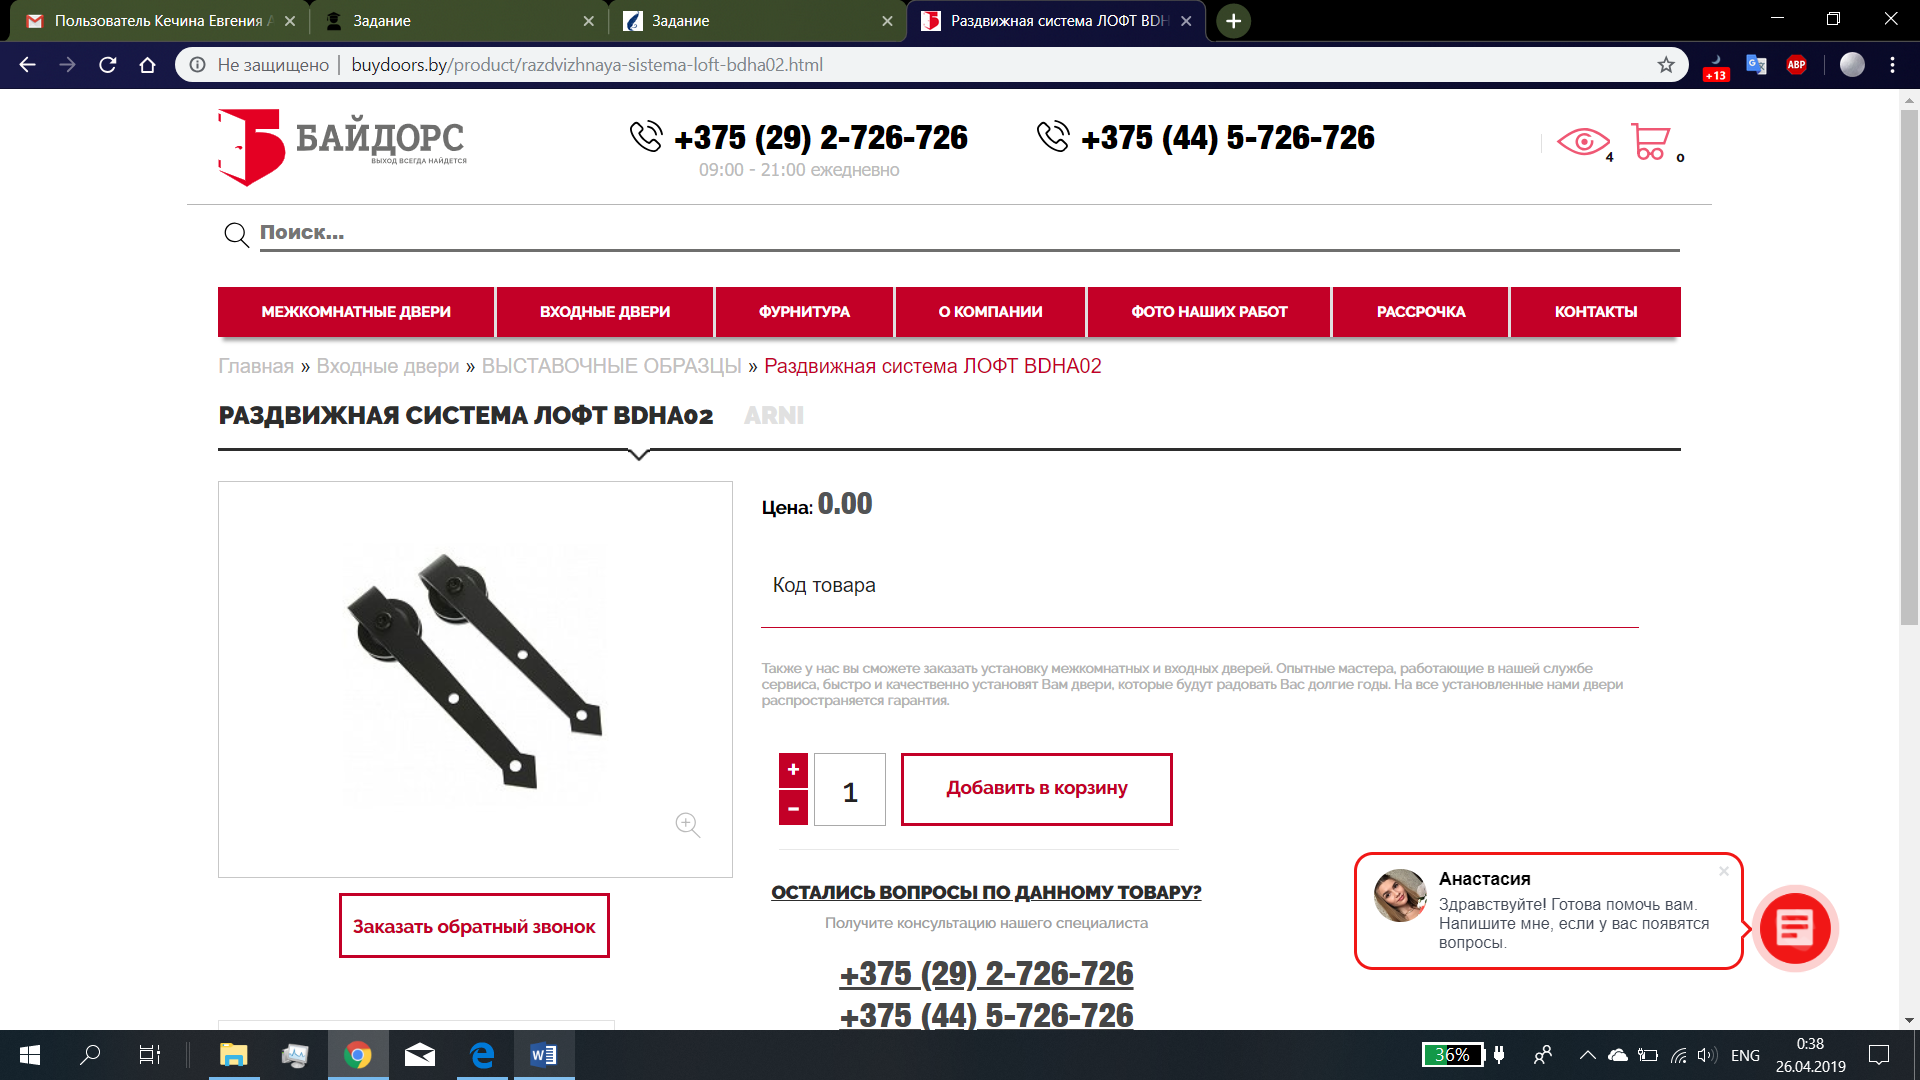 Пользователь Кечина Евгения А
Задание
Задание
Раздвижная система ЛОФТ BDH
Не защищено | buydoors.by/product/razdvizhnaya-sistema-loft-bdha02.html
+13
ABP
БАЙДОРС
ВЫХОД ВСЕГДА НАЙДЕТСЯ
+375 (29) 2-726-726
09:00 - 21:00 ежедневно
+375 (44) 5-726-726
4
0
Поиск...
МЕЖКОМНАТНЫЕ ДВЕРИ
ВХОДНЫЕ ДВЕРИ
ФУРНИТУРА
О КОМПАНИИ
ФОТО НАШИХ РАБОТ
РАССРОЧКА
КОНТАКТЫ
Главная » Входные двери » ВЫСТАВОЧНЫЕ ОБРАЗЦЫ » Раздвижная система ЛОФТ BDHA02
РАЗДВИЖНАЯ СИСТЕМА ЛОФТ BDHA02 ARNI
Цена: 0.00
Код товара
Также у нас вы сможете заказать установку межкомнатных и входных дверей. Опытные мастера, работающие в нашей службе
сервиса, быстро и качественно установят Вам двери, которые будут радовать Вас долгие годы. На все установленные нами двери
распространяется гарантия.
+
1
-
Добавить в корзину
Заказать обратный звонок
ОСТАЛИСЬ ВОПРОСЫ ПО ДАННОМУ ТОВАРУ?
Получите консультацию нашего специалиста
+375 (29) 2-726-726
+375 (44) 5-726-726
Анастасия
Здравствуйте! Готова помочь вам.
Напишите мне, если у вас появятся
вопросы.
36%
ENG
0:38
26.04.2019